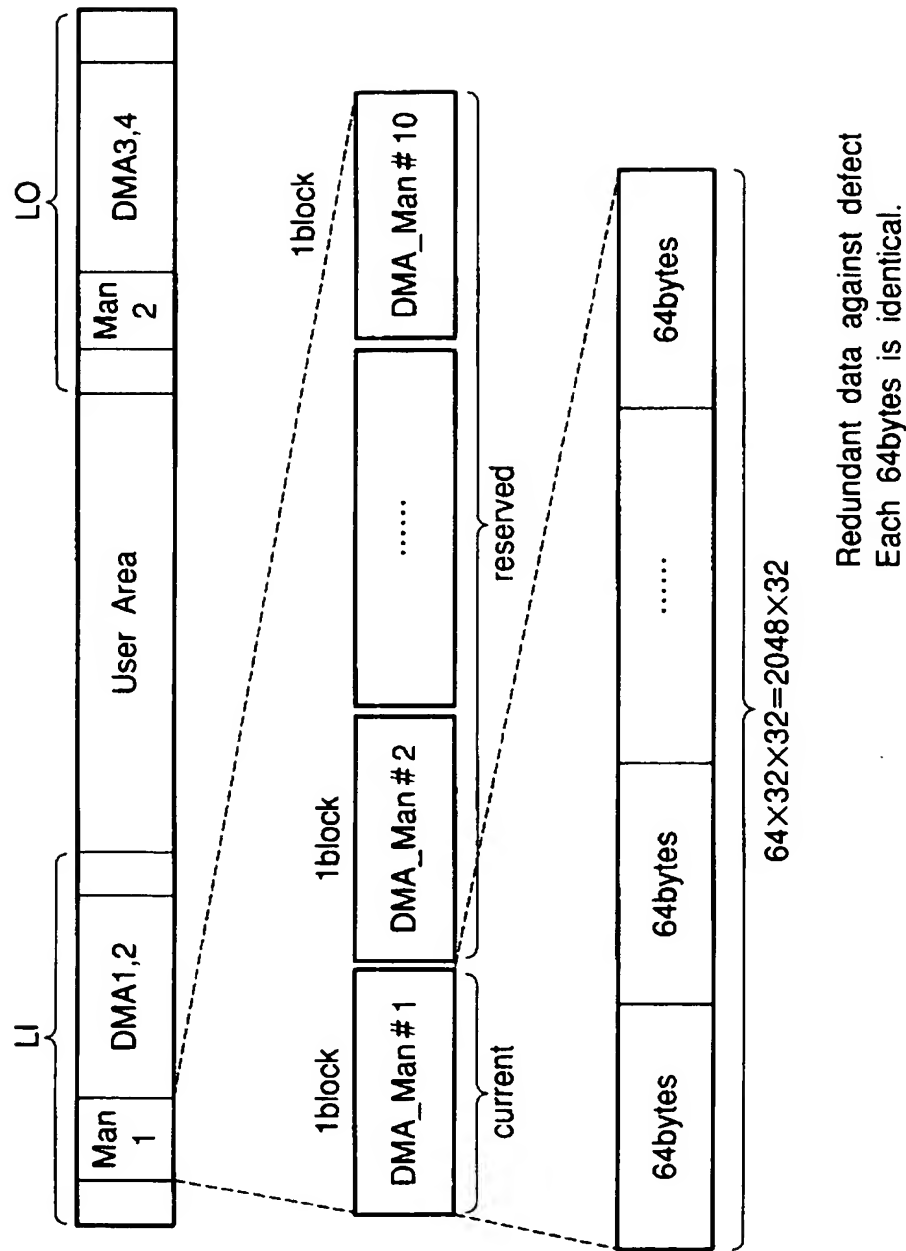 LI
LO
Man
1
DMA1,2
User Area
Man
2
DMA3,4
1block
1block
1block
DMA_Man#1
DMA_Man#2
······
DMA_Man#10
current
reserved
64bytes
64bytes
······
64bytes
64×32×32=2048×32
Redundant data against defect
Each 64bytes is identical.